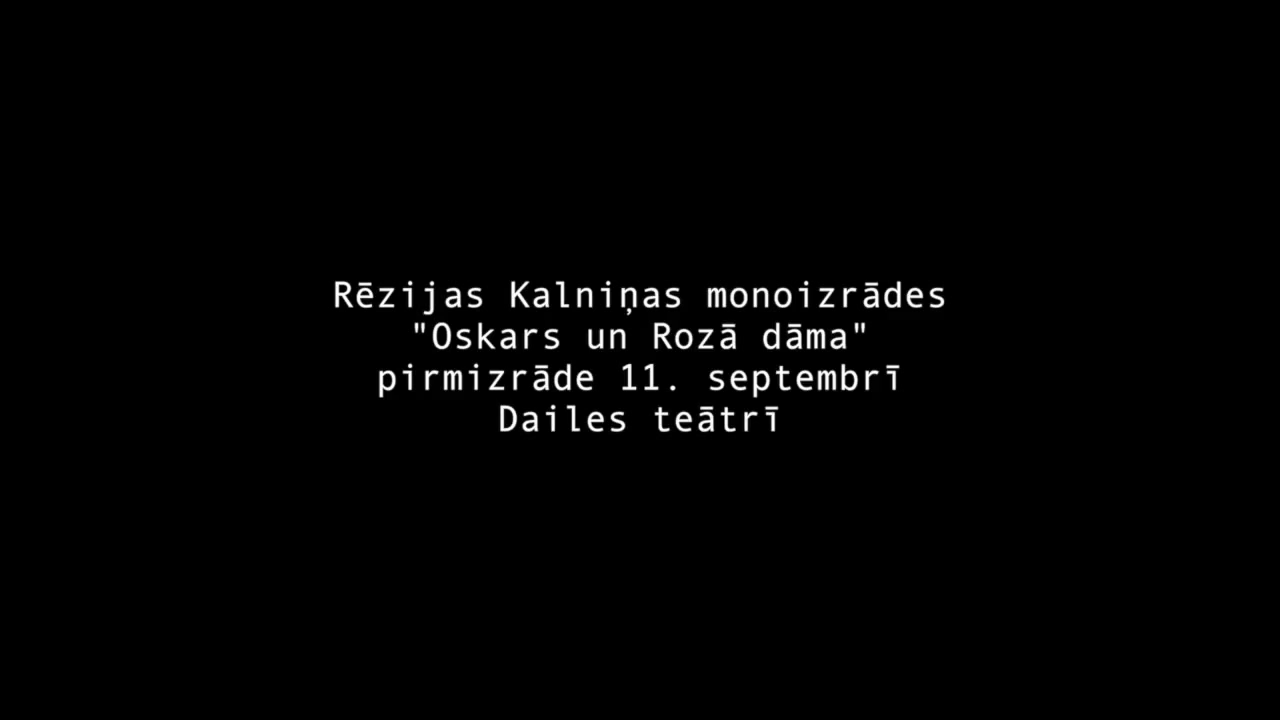 Rēzijas Kalniņas monoizrādes
"Oskars un Rozā dāma"
pirmizrāde 11. septembrī
Dailes teātrī